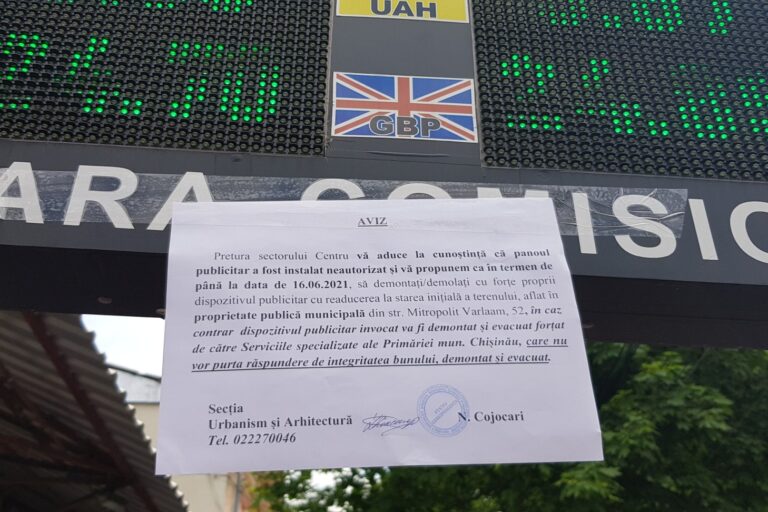 UAH
GBP
ARA COMISIO
AVIZ
Pretura sectorului Centru vă aduce la cunoștință că panoul
publicitar a fost instalat neautorizat și vă propunem ca în termen de
până la data de 16.06.2021, să demontați/demolați cu forțe proprii
dispozitivul publicitar cu readucerea la starea inițială a terenului, aflat în
proprietate publică municipală din str. Mitropolit Varlaam, 52, în caz
contrar dispozitivul publicitar invocat va fi demontat și evacuat forțat
de către Serviciile specializate ale Primăriei mun. Chișinău, care nu
vor purta răspundere de integritatea bunului, demontat și evacuat.
Secția
Urbanism și Arhitectură N. Cojocari
Tel. 022270046